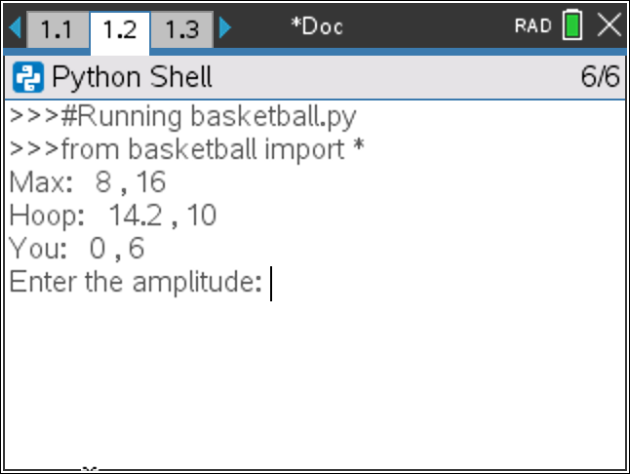 1.1 1.2 1.3 *Doc RAD
Python Shell 6/6
>>>#Running basketball.py
>>>from basketball import *
Max: 8 , 16
Hoop: 14.2 , 10
You: 0 , 6
Enter the amplitude: